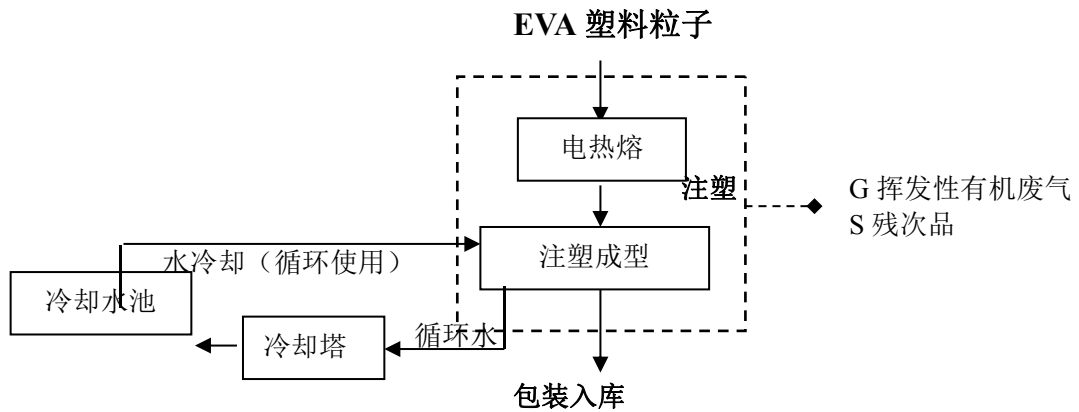 EVA 塑料粒子
电热熔
注塑
G 挥发性有机废气
S 残次品
注塑成型
水冷却（循环使用）
冷却水池
循环水
冷却塔
包装入库